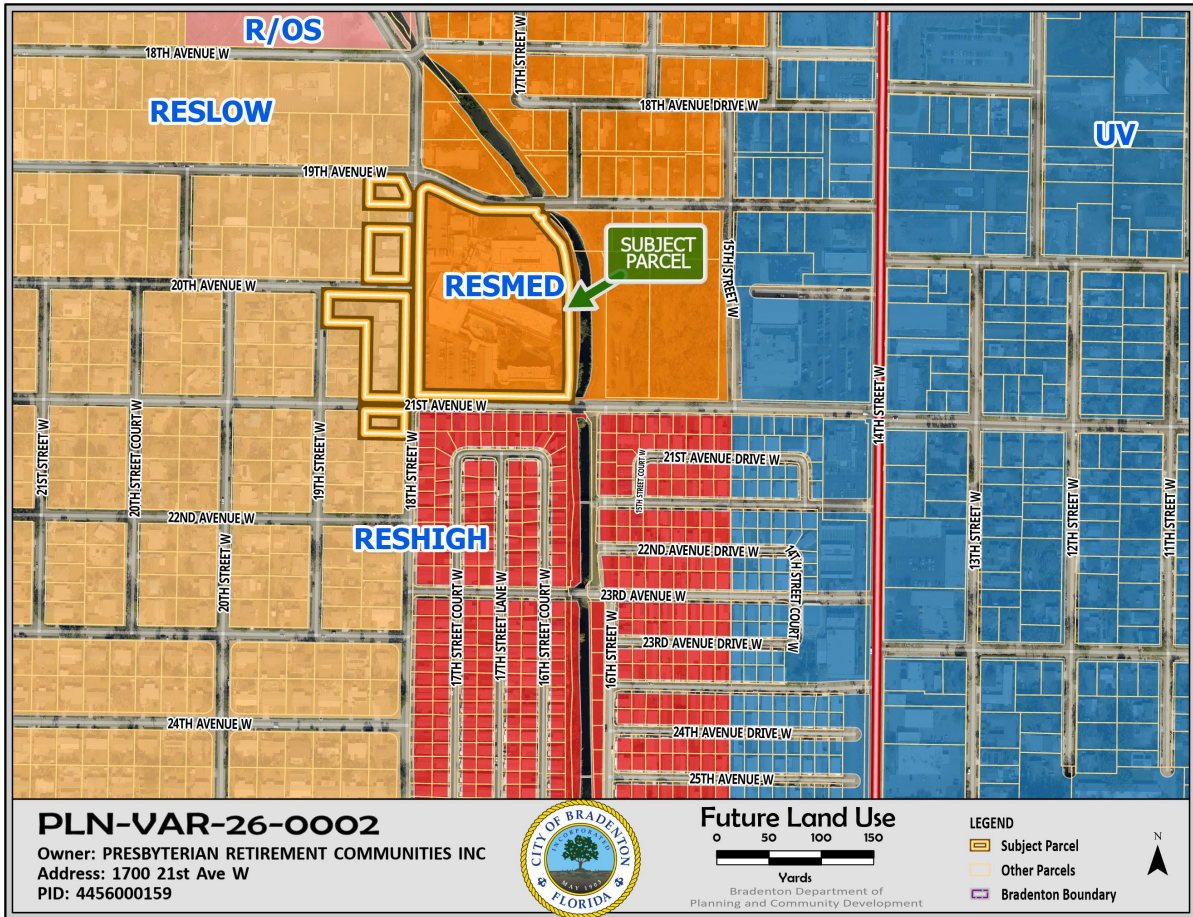 R/OS
18TH AVENUE W
17TH STREET W
RESLOW
18TH AVENUE DRIVE W
UV
19TH AVENUE W
SUBJECT
PARCEL
15TH STREET W
20TH AVENUE W
RESMED
14TH STREET W
21ST AVENUE W
21ST STREET W
20TH STREET COURT W
19TH STREET W
18TH STREET W
15TH STREET COURT W
21ST AVENUE DRIVE W
13TH STREET W
12TH STREET W
11TH STREET W
22ND AVENUE W
RESHIGH
20TH STREET W
22ND AVENUE DRIVE W
14TH STREET COURT W
17TH STREET COURT W
17TH STREET LANE W
16TH STREET COURT W
23RD AVENUE W
16TH STREET W
23RD AVENUE DRIVE W
24TH AVENUE W
24TH AVENUE DRIVE W
25TH AVENUE W
PLN-VAR-26-0002
Owner: PRESBYTERIAN RETIREMENT COMMUNITIES INC
Address: 1700 21st Ave W
PID: 4456000159
CITY OF BRADENTON
INCORPORATED
MAY 1903
FLORIDA
Future Land Use
0 50 100 150
Yards
Bradenton Department of
Planning and Community Development
LEGEND
Subject Parcel
Other Parcels
Bradenton Boundary
N